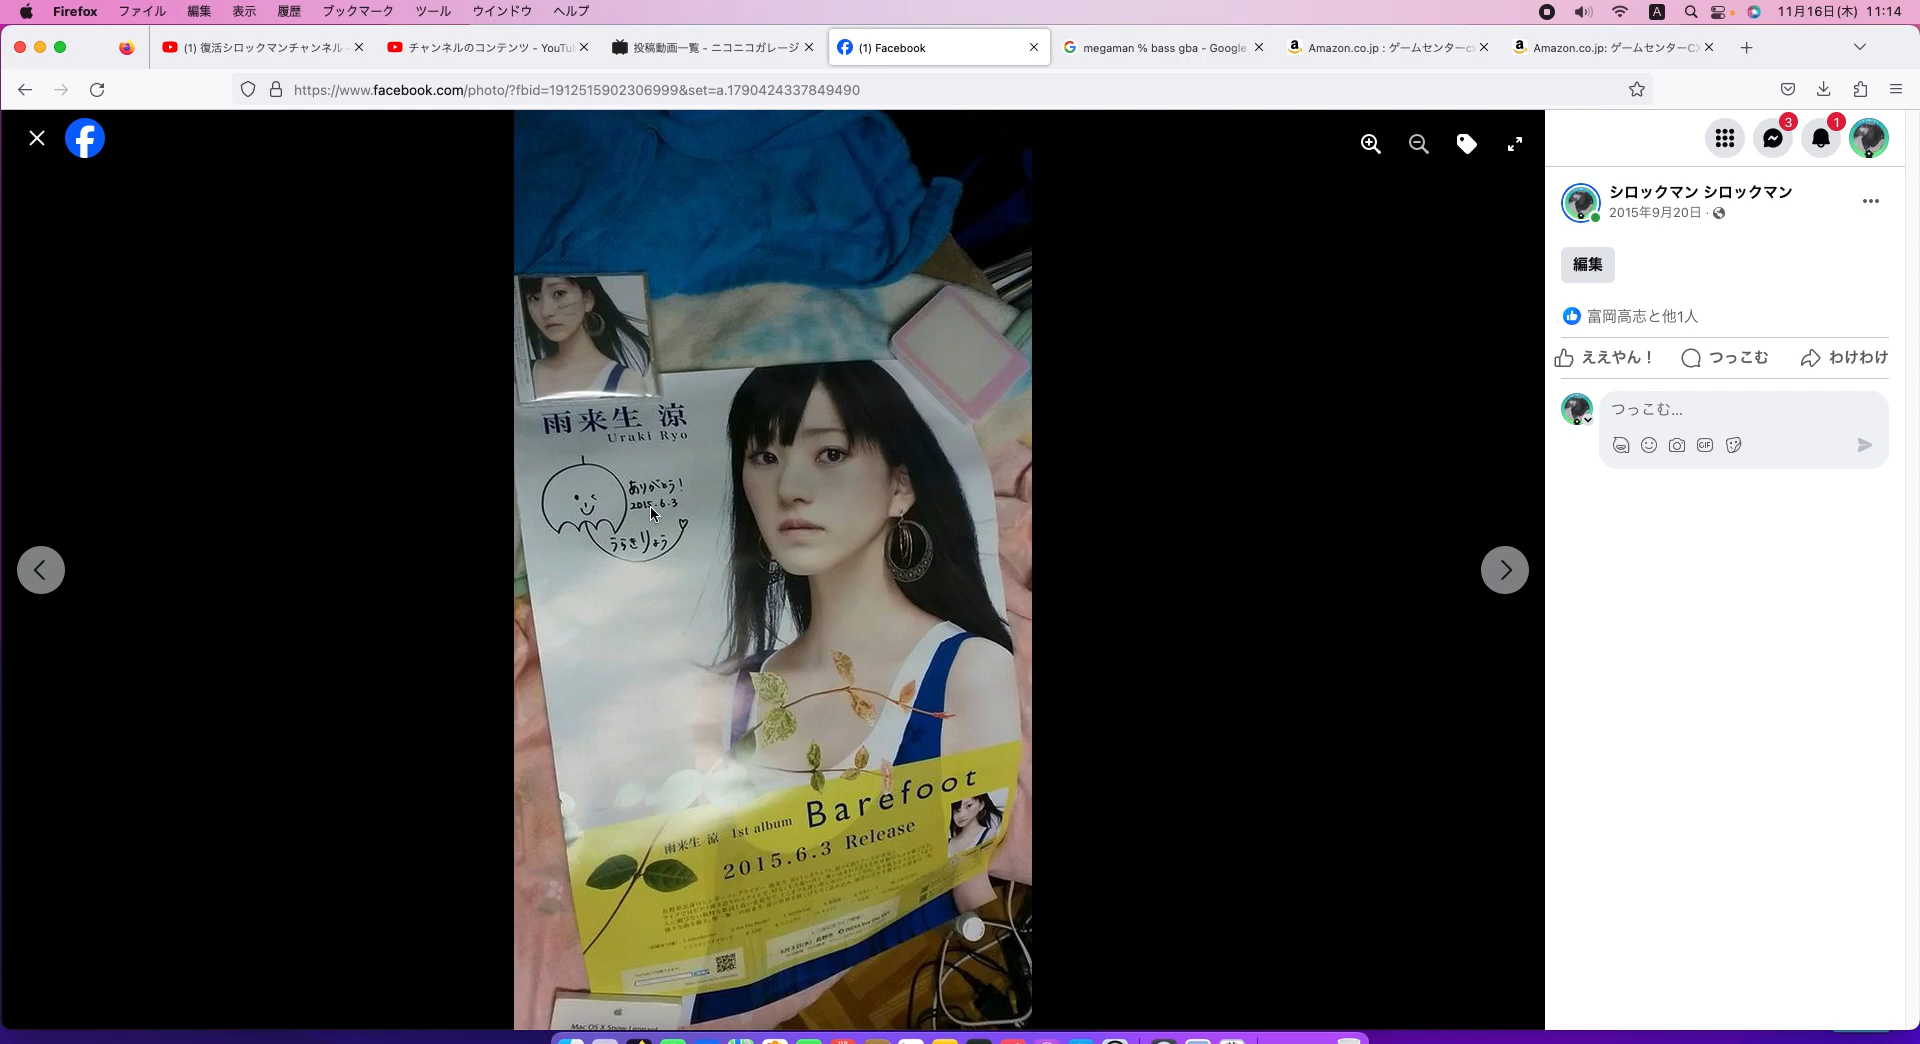 Firefox ファイル 編集 表示 履歴 ブックマーク ツール ウインドウ ヘルプ
A
11月16日(木) 11:14
(1) 復活シロックマンチャンネル
チャンネルのコンテンツ - YouTu
投稿動画一覧 - ニコニコガレージ
(1) Facebook
megaman % bass gba - Google
Amazon.co.jp : ゲームセンターc
Amazon.co.jp: ゲームセンターC
https://www.facebook.com/photo/?fbid=1912515902306999&set=a.1790424337849490
3
1
シロックマン シロックマン
2015年9月20日
編集
富岡高志と他1人
ええやん！ つっこむ わけわけ
つっこむ...
GIF
雨来生 涼
Uraki Ryo
ありがとう!
2015.6.3
うらきりょう
雨来生 涼 1st album Barefoot
2015.6.3 Release
Mac OS X Snow Leopard